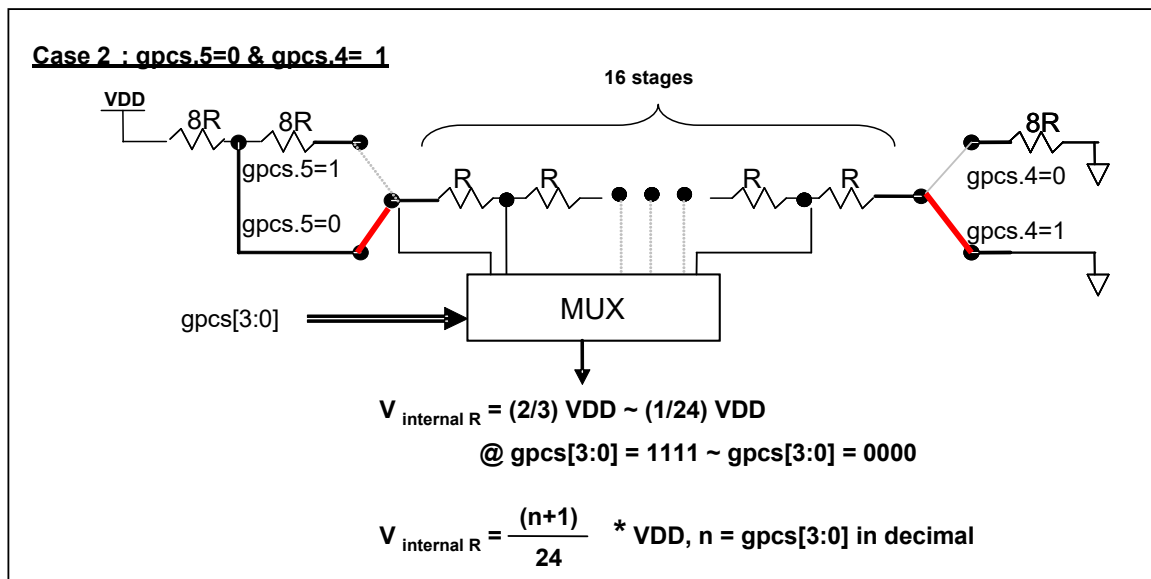 Case 2 : gpcs.5=0 & gpcs.4= 1
16 stages
VDD
8R 8R 8R
gpcs.5=1 gpcs.4=0
R R R R
gpcs.5=0 gpcs.4=1
MUX
gpcs[3:0]
V internal R = (2/3) VDD ~ (1/24) VDD
@ gpcs[3:0] = 1111 ~ gpcs[3:0] = 0000
V internal R = (n+1) / 24 * VDD, n = gpcs[3:0] in decimal